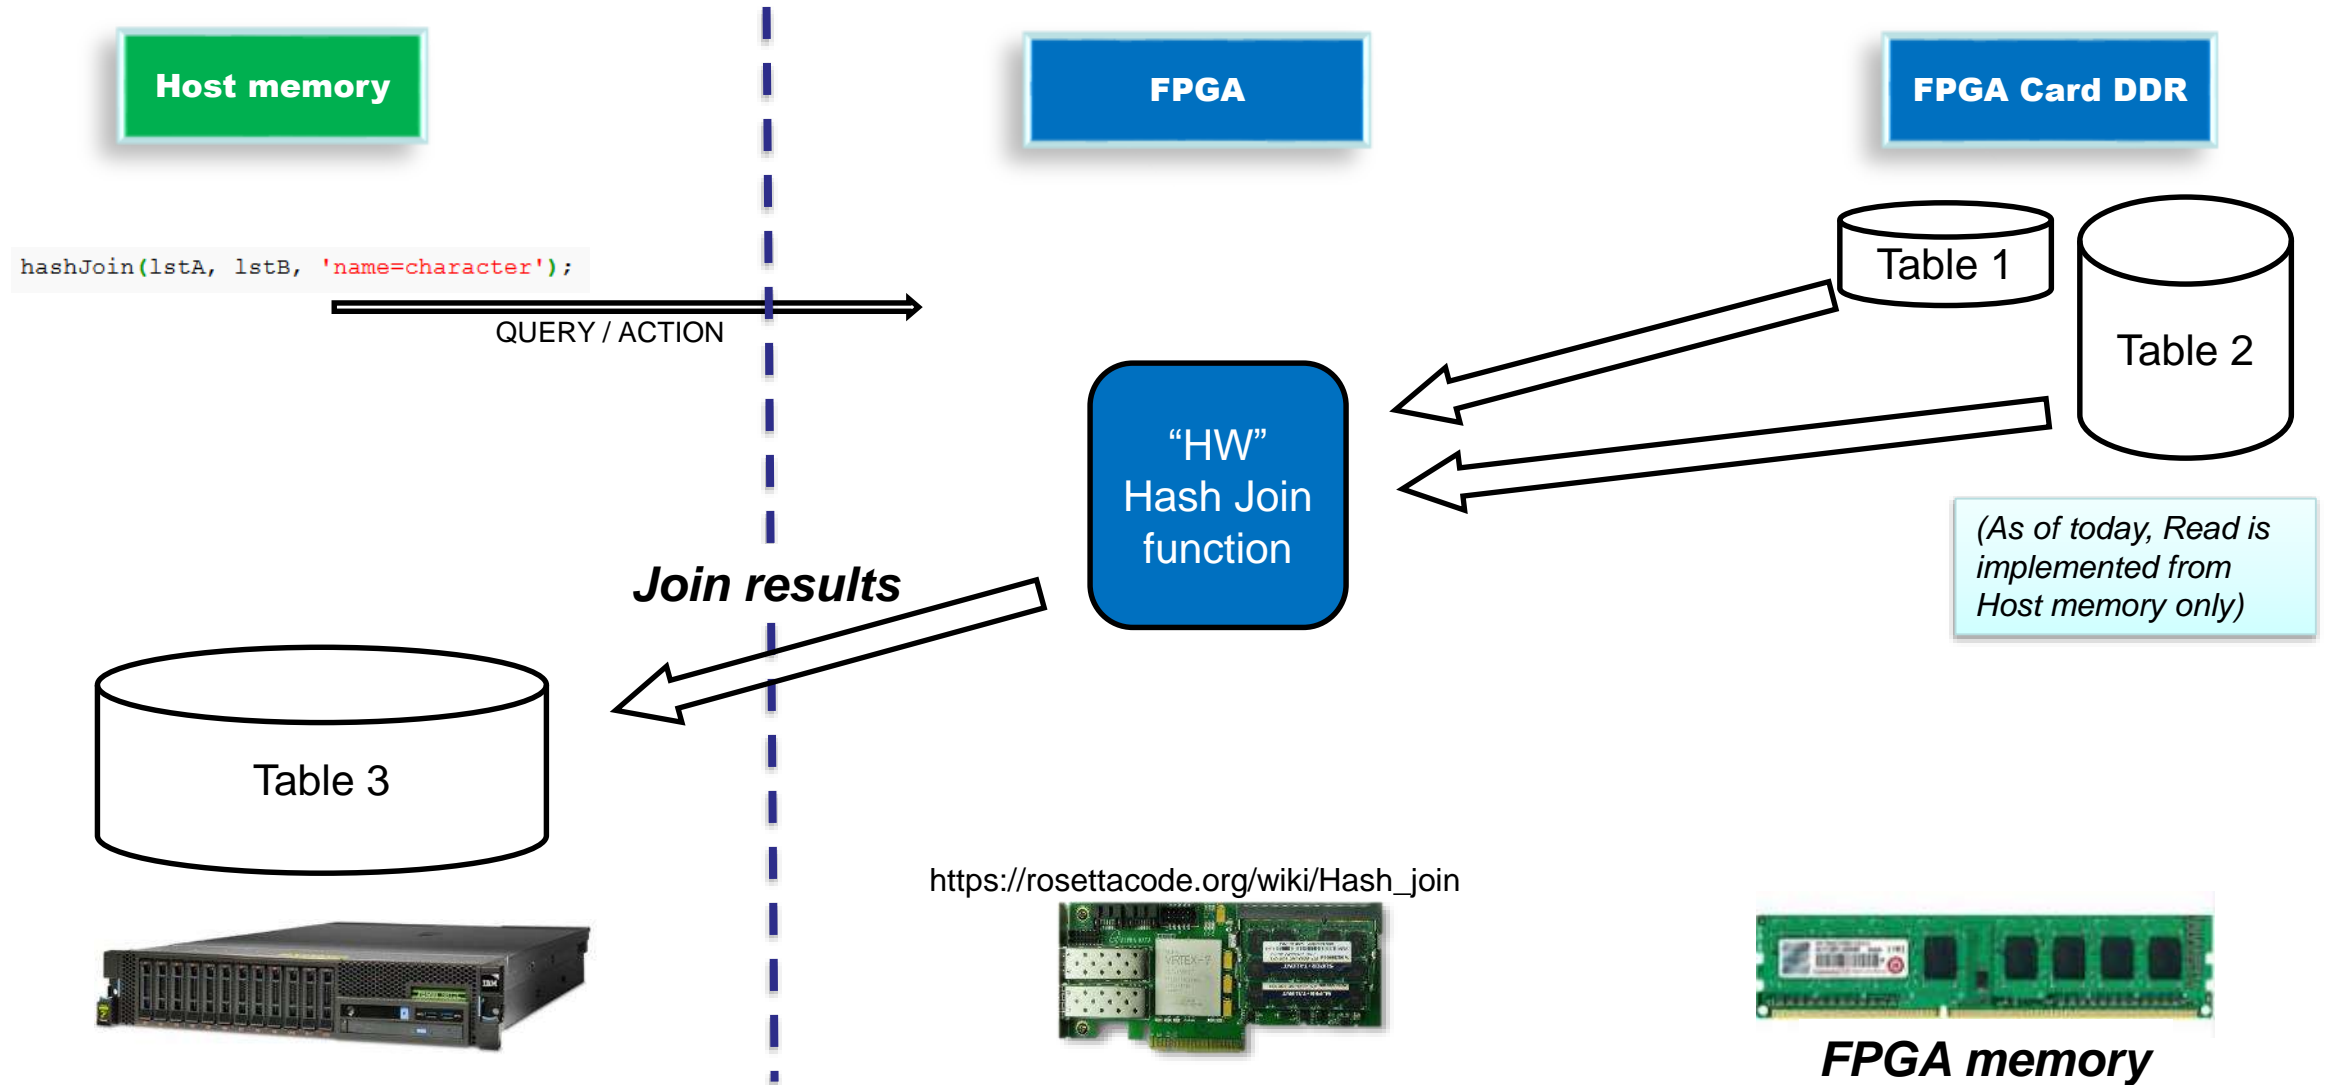 Host memory
FPGA
FPGA Card DDR
hashJoin(lstA, lstB, 'name=character');
QUERY / ACTION
Table 1
Table 2
“HW”
Hash Join
function
(As of today, Read is
implemented from
Host memory only)
Join results
Table 3
https://rosettacode.org/wiki/Hash_join
VIRTEX-7
IBM
FPGA memory